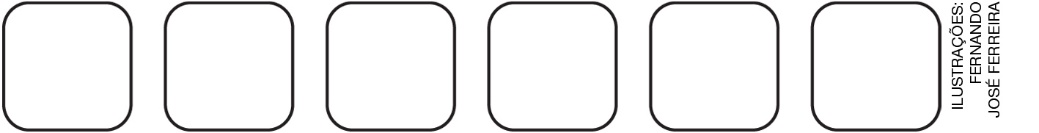 ILUSTRAÇÕES:
FERNANDO
JOSÉ FERREIRA